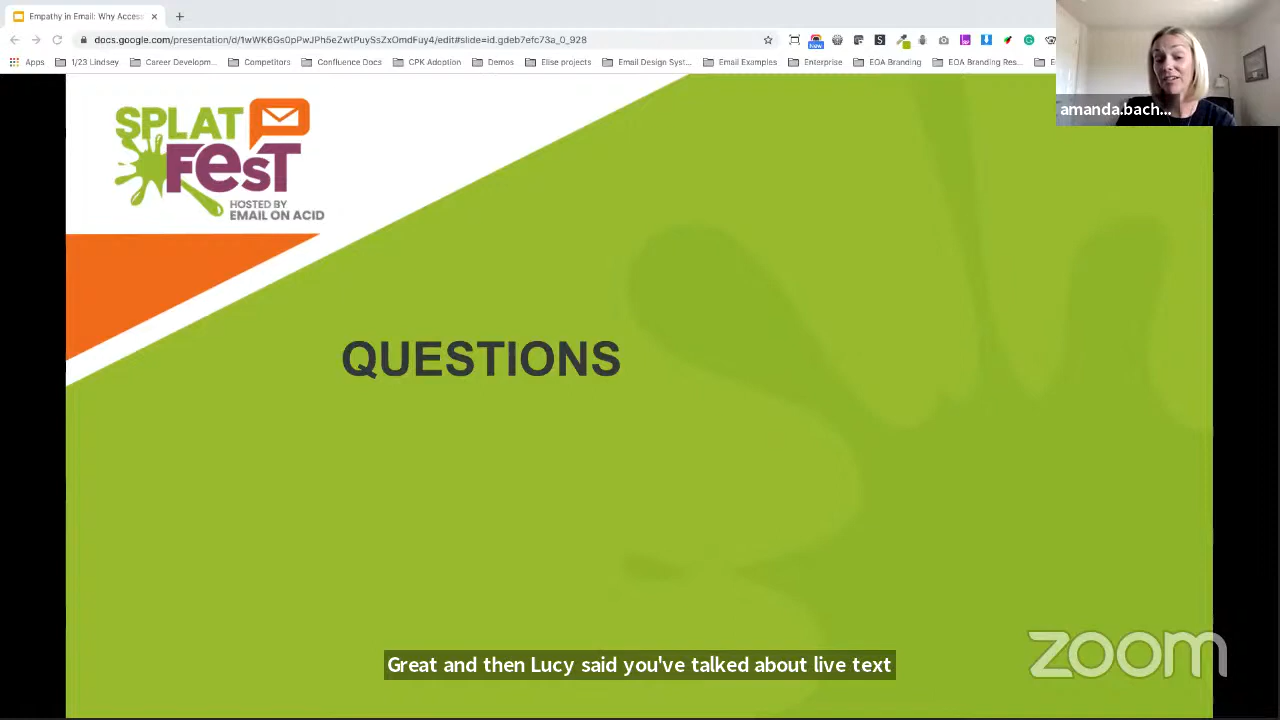 Empathy in Email: Why Acces
docs.google.com/presentation/d/1wWK6Gs0pPwJPh5eZwtPuySsZxOmdFuy4/edit#slide=id.gdeb7efc73a_0_928
New
Apps 1/23 Lindsey Career Developm... Competitors Confluence Docs CPK Adoption Demos Elise projects Email Design Syst... Email Examples Enterprise EOA Branding EOA Branding Res...
amanda.bach...
SPLAT
FEST
HOSTED BY
EMAIL ON ACID
QUESTIONS
zoom
Great and then Lucy said you've talked about live text